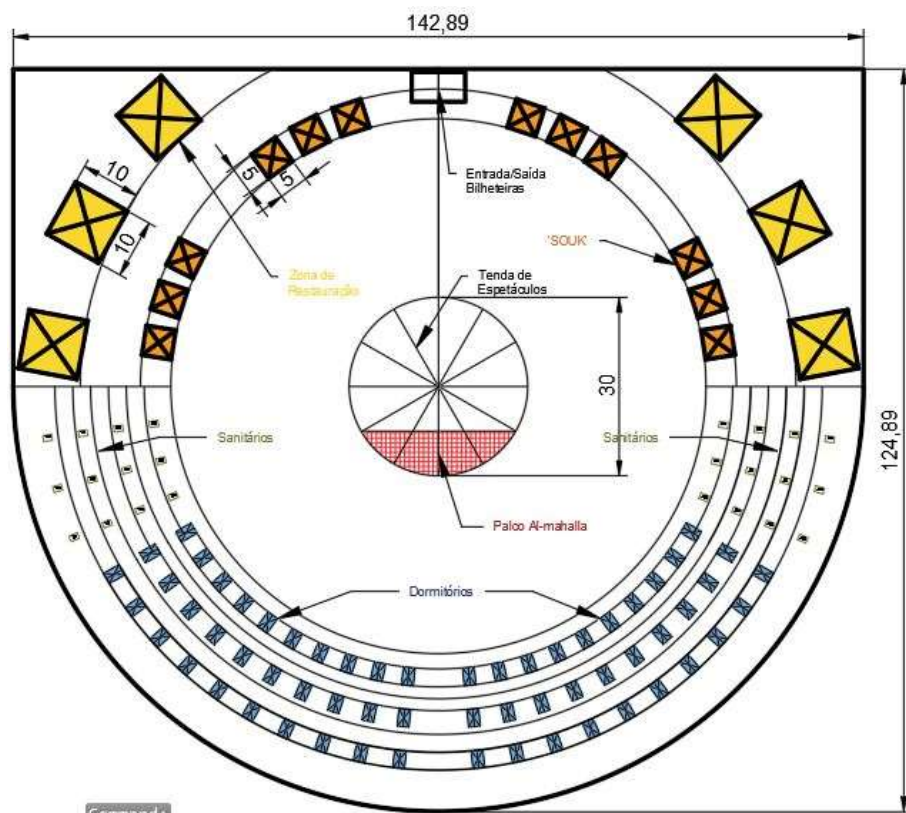 142,89
10
5
5
10
Entrada/Saída
Bilheteiras
'SOUK'
Zona de
Restauração
Tenda de
Espetáculos
30
124,89
Sanitários
Sanitários
Palco Al-mahalla
Dormitórios